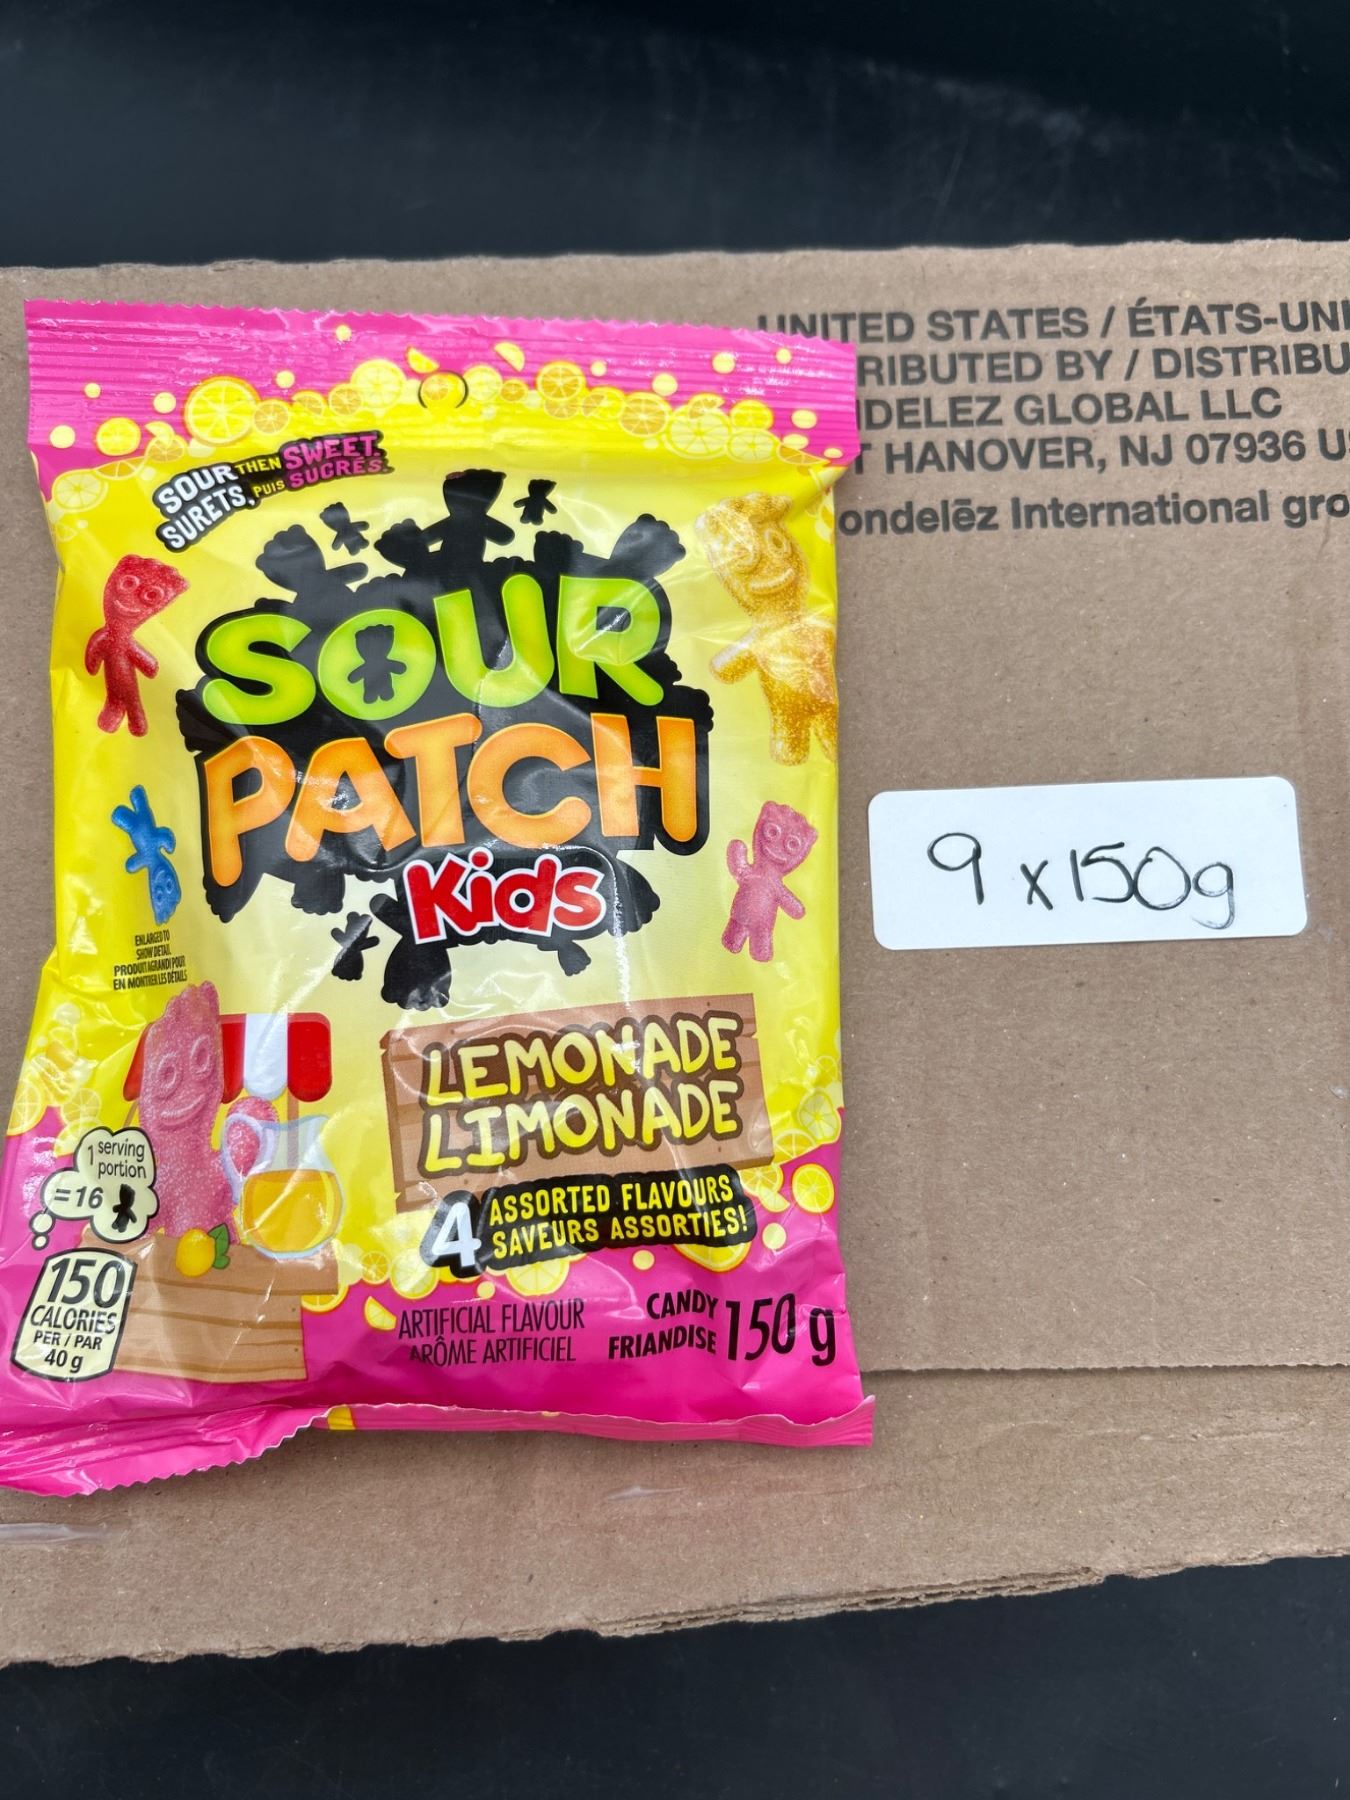 UNITED STATES / ÉTATS-UNI
RIBUTED BY / DISTRIBU
DELEZ GLOBAL LLC
T HANOVER, NJ 07936 US
ondelēz International gro
SOUR THEN SWEET.
SURETS, PUIS SUCRÉS.
SOUR
PATCH
Kids
ENLARGED TO
SHOW DETAIL
PRODUIT AGRANDI POUR
EN MONTRER LES DÉTAILS
9 x 150g
LEMONADE
LIMONADE
4 ASSORTED FLAVOURS
SAVEURS ASSORTIES!
1 serving
portion
=16
150
CALORIES
PER / PAR
40 g
ARTIFICIAL FLAVOUR
ARÔME ARTIFICIEL
CANDY
FRIANDISE
150 g